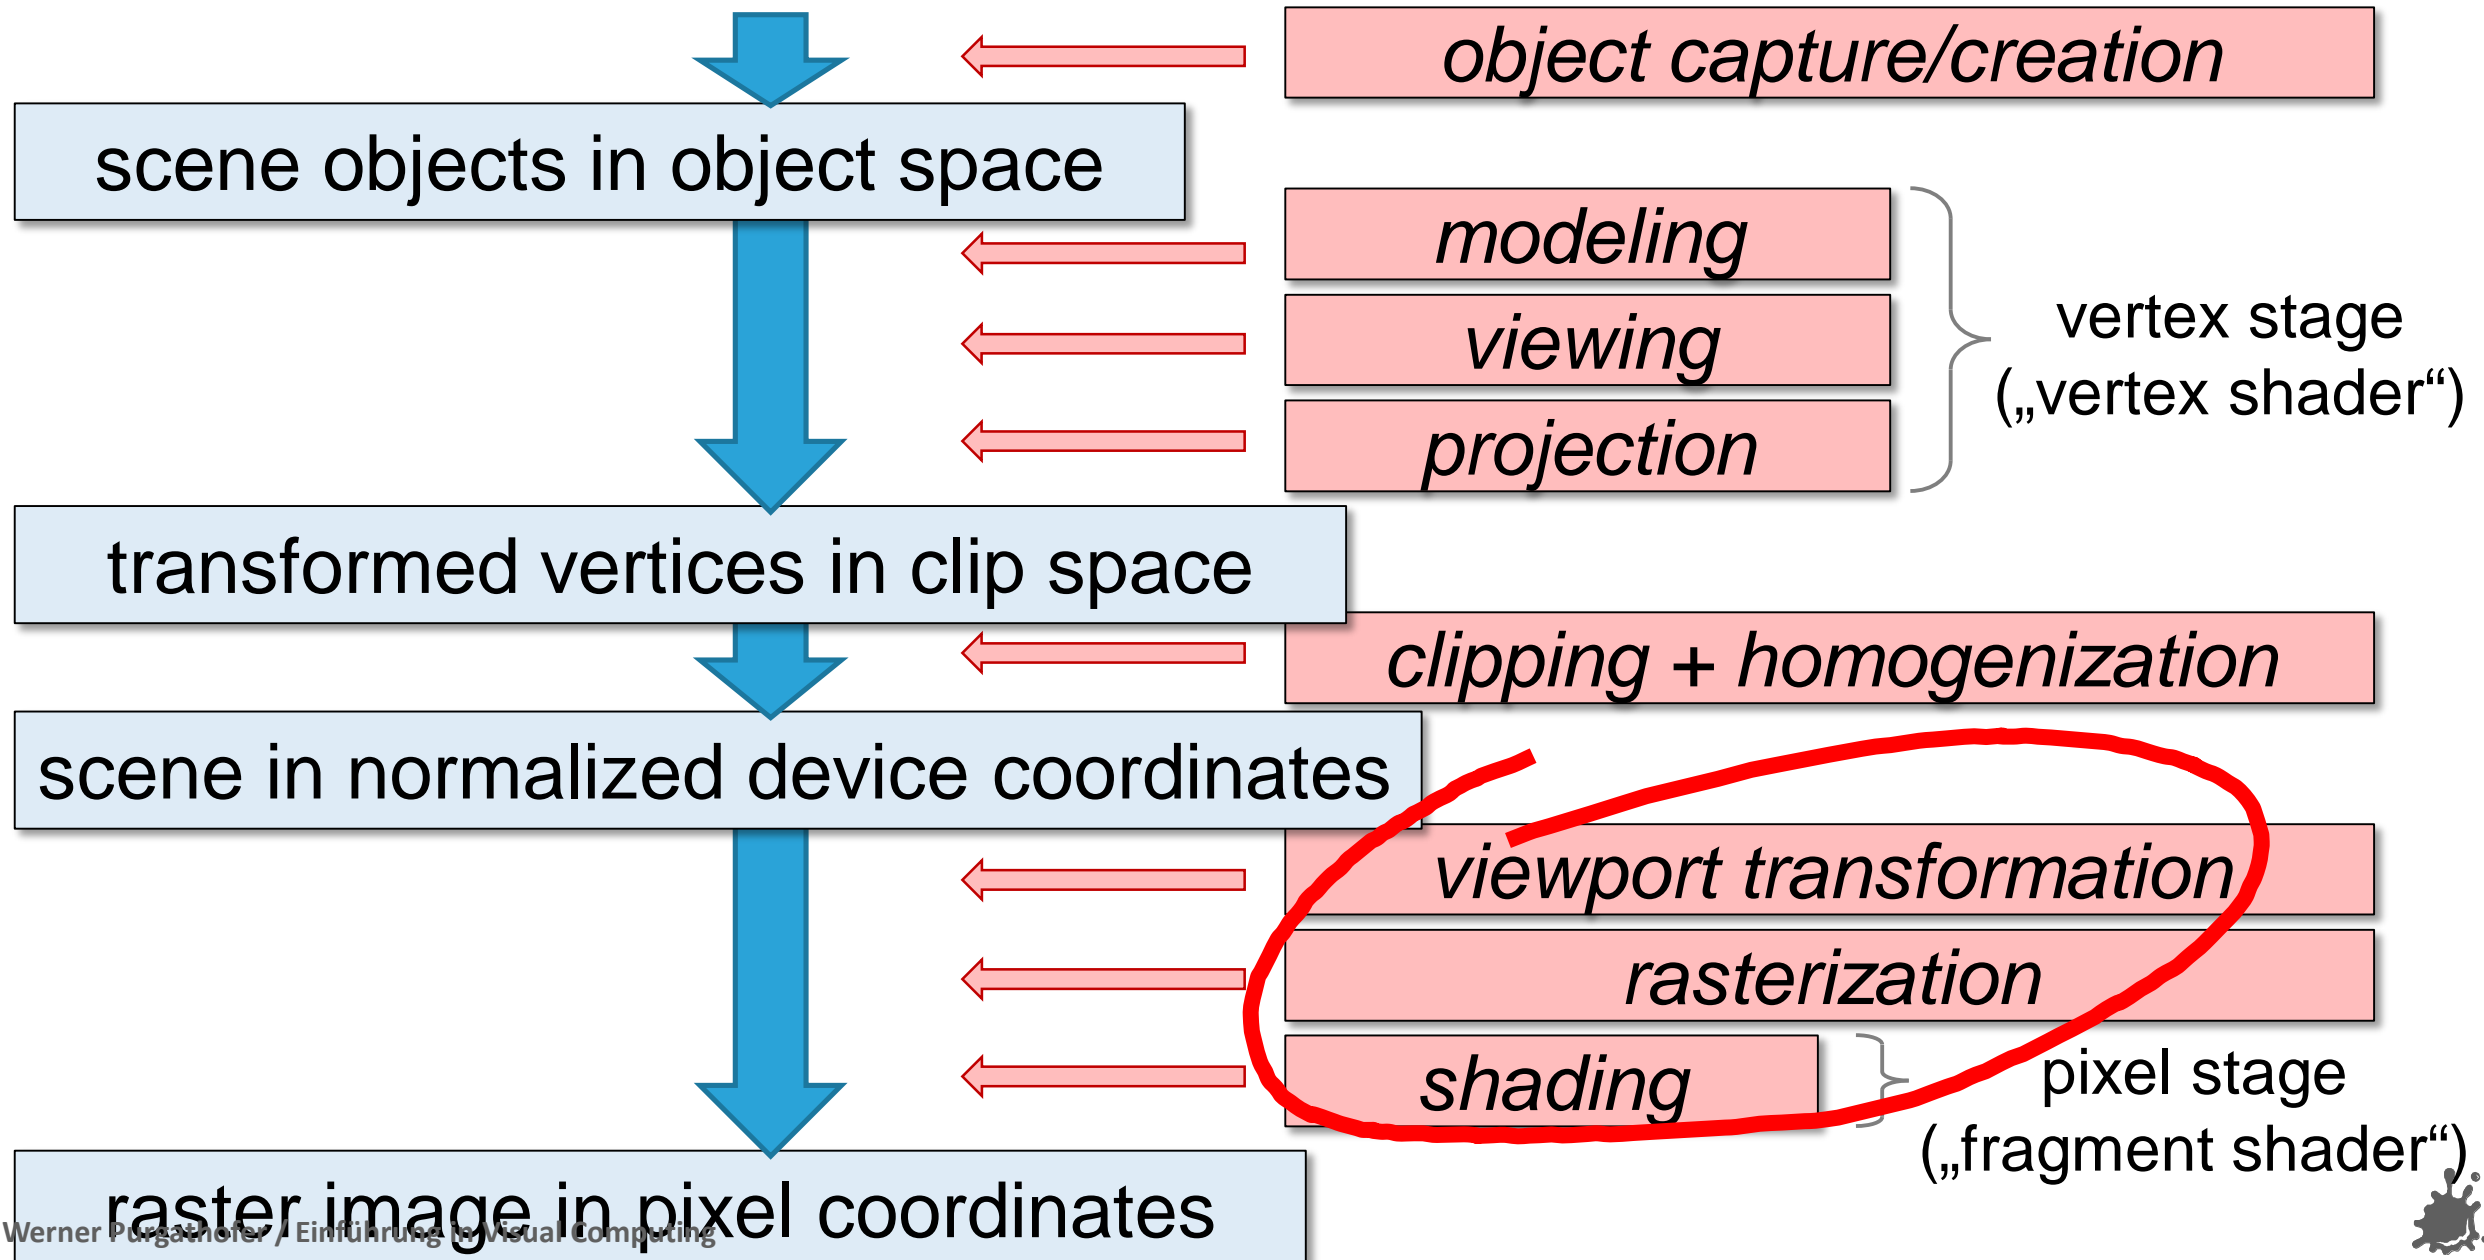 object capture/creation
scene objects in object space
modeling
viewing
projection
vertex stage
(„vertex shader“)
transformed vertices in clip space
clipping + homogenization
scene in normalized device coordinates
viewport transformation
rasterization
shading
pixel stage
(„fragment shader“)
raster image in pixel coordinates
Werner Purgathofer / Einführung in Visual Computing